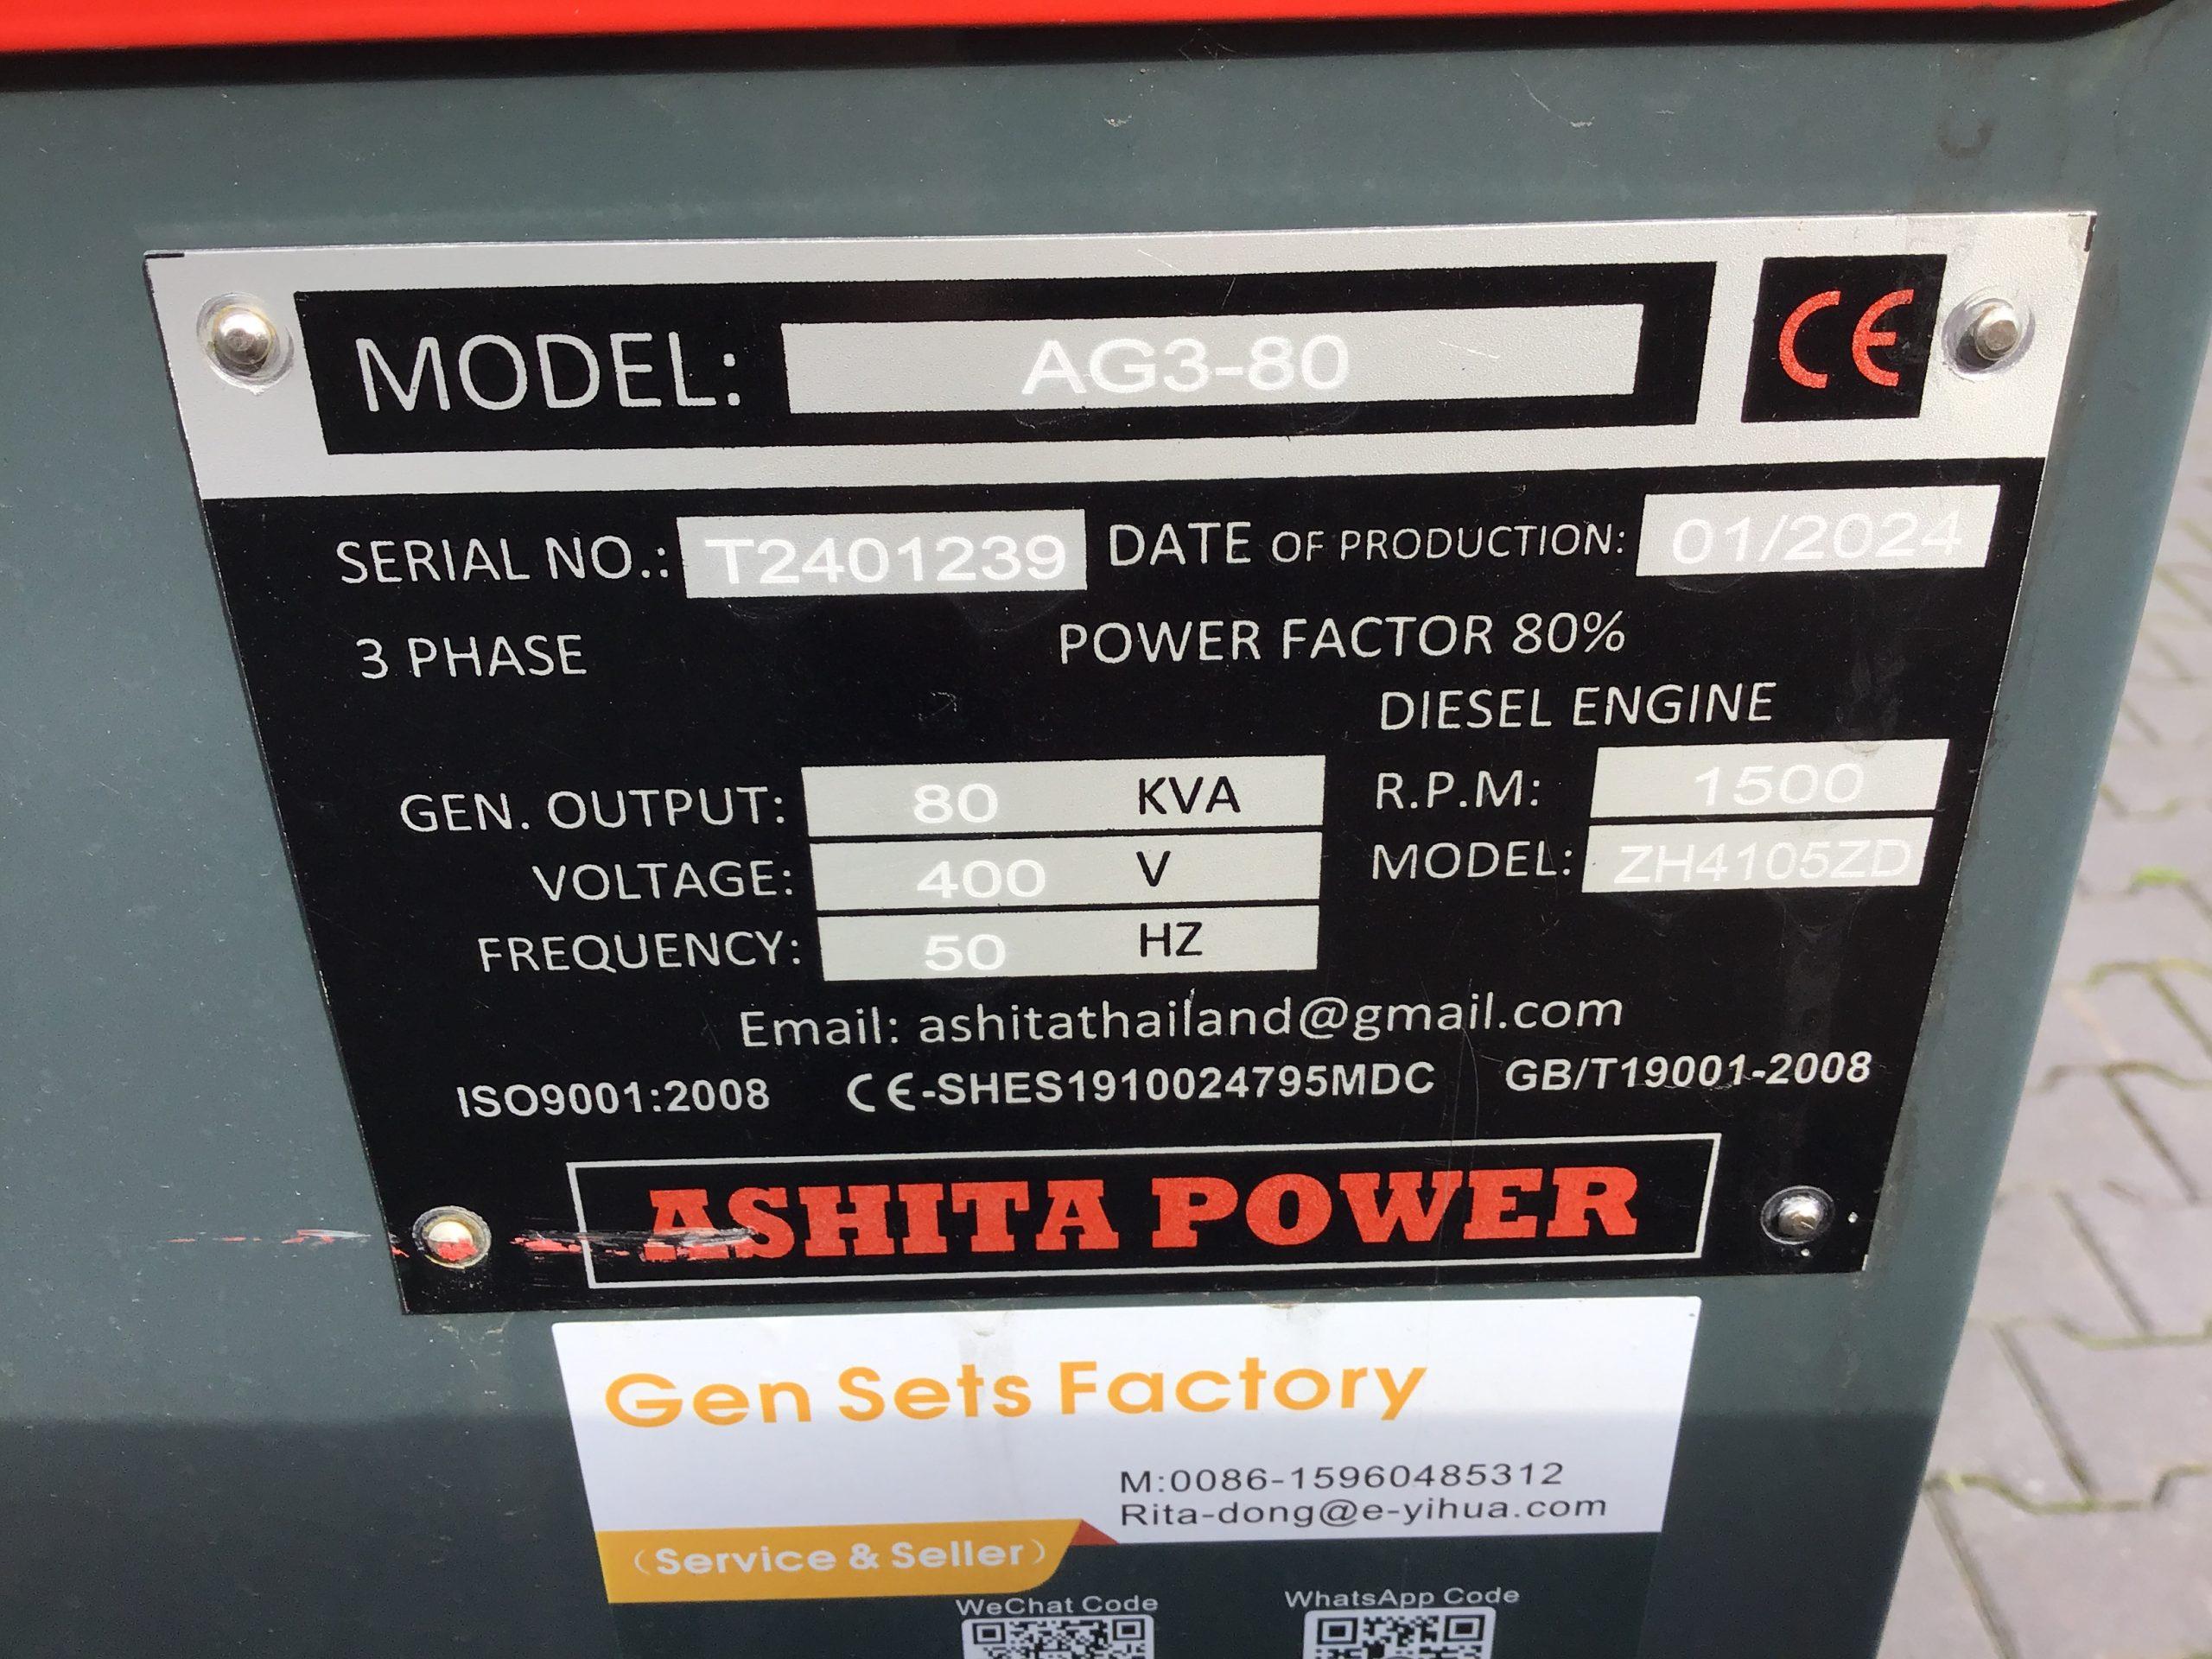 MODEL: AG3-80 CE
SERIAL NO.: T2401239 DATE OF PRODUCTION: 01/2024
3 PHASE POWER FACTOR 80%
DIESEL ENGINE
GEN. OUTPUT: 80 KVA R.P.M: 1500
VOLTAGE: 400 V MODEL: ZH4105ZD
FREQUENCY: 50 HZ
Email: ashitathailand@gmail.com
ISO9001:2008 CE-SHES1910024795MDC GB/T19001-2008
ASHITA POWER
Gen Sets Factory
M:0086-15960485312
Rita-dong@e-yihua.com
(Service & Seller)
WeChat Code WhatsApp Code